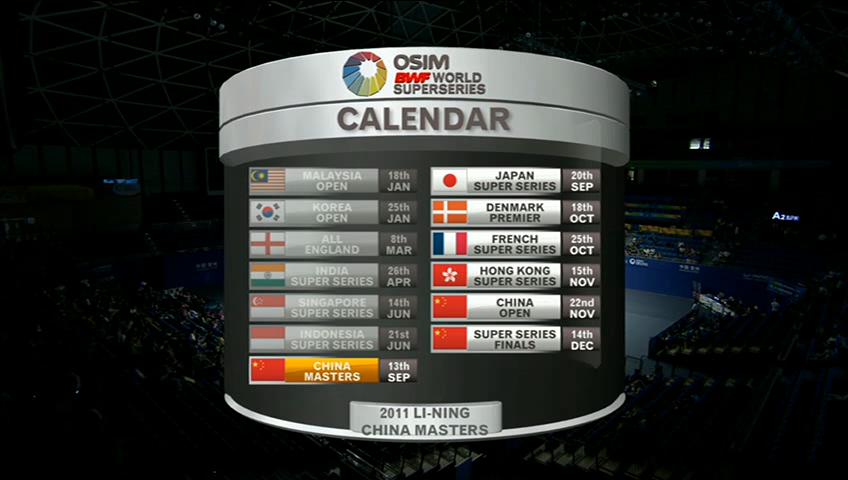 OSIM
BWF WORLD
SUPERSERIES
CALENDAR
MALAYSIA
OPEN
18th
JAN
KOREA
OPEN
25th
JAN
ALL
ENGLAND
8th
MAR
INDIA
SUPER SERIES
26th
APR
SINGAPORE
SUPER SERIES
14th
JUN
INDONESIA
SUPER SERIES
21st
JUN
CHINA
MASTERS
13th
SEP
JAPAN
SUPER SERIES
20th
SEP
DENMARK
PREMIER
18th
OCT
FRENCH
SUPER SERIES
25th
OCT
HONG KONG
SUPER SERIES
15th
NOV
CHINA
OPEN
22nd
NOV
SUPER SERIES
FINALS
14th
DEC
2011 LI-NING
CHINA MASTERS